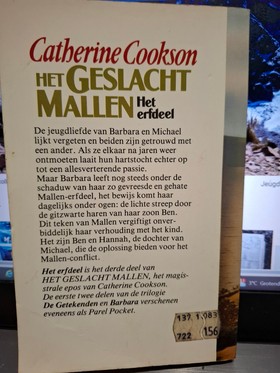 Catherine Cookson
HET GESLACHT
MALLEN Het
erfdeel
De jeugdliefde van Barbara en Michael
lijkt vergeten en beiden zijn getrouwd met
een ander. Als ze elkaar na jaren weer
ontmoeten laait hun hartstocht echter op
tot een allesverterende passie.
Maar Barbara leeft nog steeds onder de
schaduw van haar zo gevreesde en gehate
Mallen-erfdeel, het bewijs komt haar
dagelijks onder ogen: de lichte streep door
de gitzwarte haren van haar zoon Ben.
Dit teken van Mallen vergiftigt onver-
biddelijk haar verhouding met het kind.
Het zijn Ben en Hannah, de dochter van
Michael, die de oplossing bieden voor het
Mallen-conflict.
Het erfdeel is het derde deel van
HET GESLACHT MALLEN, het magis-
strale epos van Catherine Cookson.
De eerste twee delen van de trilogie
De Getekenden en Barbara verschenen
eveneens als Parel Pocket.
137 1.083
722 156